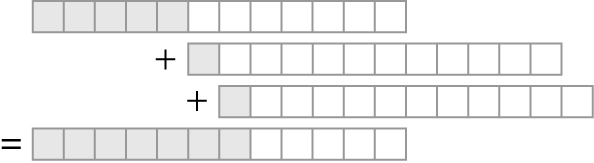 +
+
=